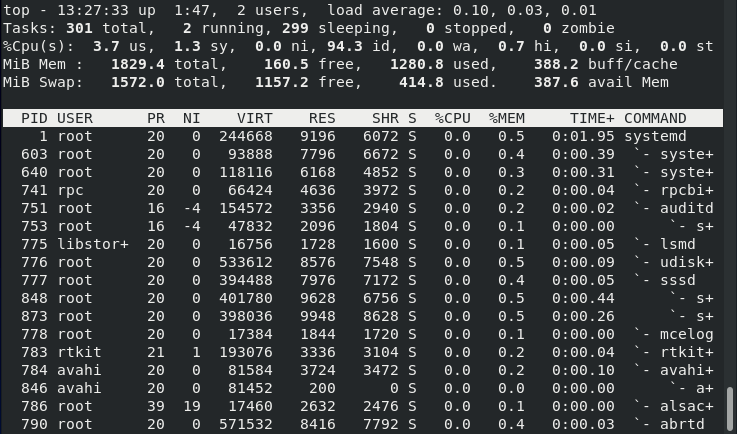 top - 13:27:33 up  1:47,  2 users,  load average: 0.10, 0.03, 0.01
Tasks: 301 total,   2 running, 299 sleeping,   0 stopped,   0 zombie
%Cpu(s):  3.7 us,  1.3 sy,  0.0 ni, 94.3 id,  0.0 wa,  0.7 hi,  0.0 si,  0.0 st
MiB Mem :   1829.4 total,    160.5 free,   1280.8 used,    388.2 buff/cache
MiB Swap:   1572.0 total,   1157.2 free,    414.8 used.    387.6 avail Mem
PID USER      PR  NI    VIRT    RES    SHR S  %CPU  %MEM     TIME+ COMMAND
1 root      20   0  244668   9196   6072 S   0.0   0.5   0:01.95 systemd
603 root      20   0   93888   7796   6672 S   0.0   0.4   0:00.39  `- syste+
640 root      20   0  118116   6168   4852 S   0.0   0.3   0:00.31  `- syste+
741 rpc       20   0   66424   4636   3972 S   0.0   0.2   0:00.04  `- rpcbi+
751 root      16  -4  154572   3356   2940 S   0.0   0.2   0:00.02  `- auditd
753 root      16  -4   47832   2096   1804 S   0.0   0.1   0:00.00      `- s+
775 libstor+  20   0   16756   1728   1600 S   0.0   0.1   0:00.05  `- lsmd
776 root      20   0  533612   8576   7548 S   0.0   0.5   0:00.09  `- udisk+
777 root      20   0  394488   7976   7172 S   0.0   0.4   0:00.05  `- sssd
848 root      20   0  401780   9628   6756 S   0.0   0.5   0:00.44      `- s+
873 root      20   0  398036   9948   8628 S   0.0   0.5   0:00.26      `- s+
778 root      20   0   17384   1844   1720 S   0.0   0.1   0:00.00  `- mcelog
783 rtkit     21   1  193076   3336   3104 S   0.0   0.2   0:00.04  `- rtkit+
784 avahi     20   0   81584   3724   3472 S   0.0   0.2   0:00.10  `- avahi+
846 avahi     20   0   81452    200      0 S   0.0   0.0   0:00.00      `- a+
786 root      39  19   17460   2632   2476 S   0.0   0.1   0:00.00  `- alsac+
790 root      20   0  571532   8416   7792 S   0.0   0.4   0:00.03  `- abrtd